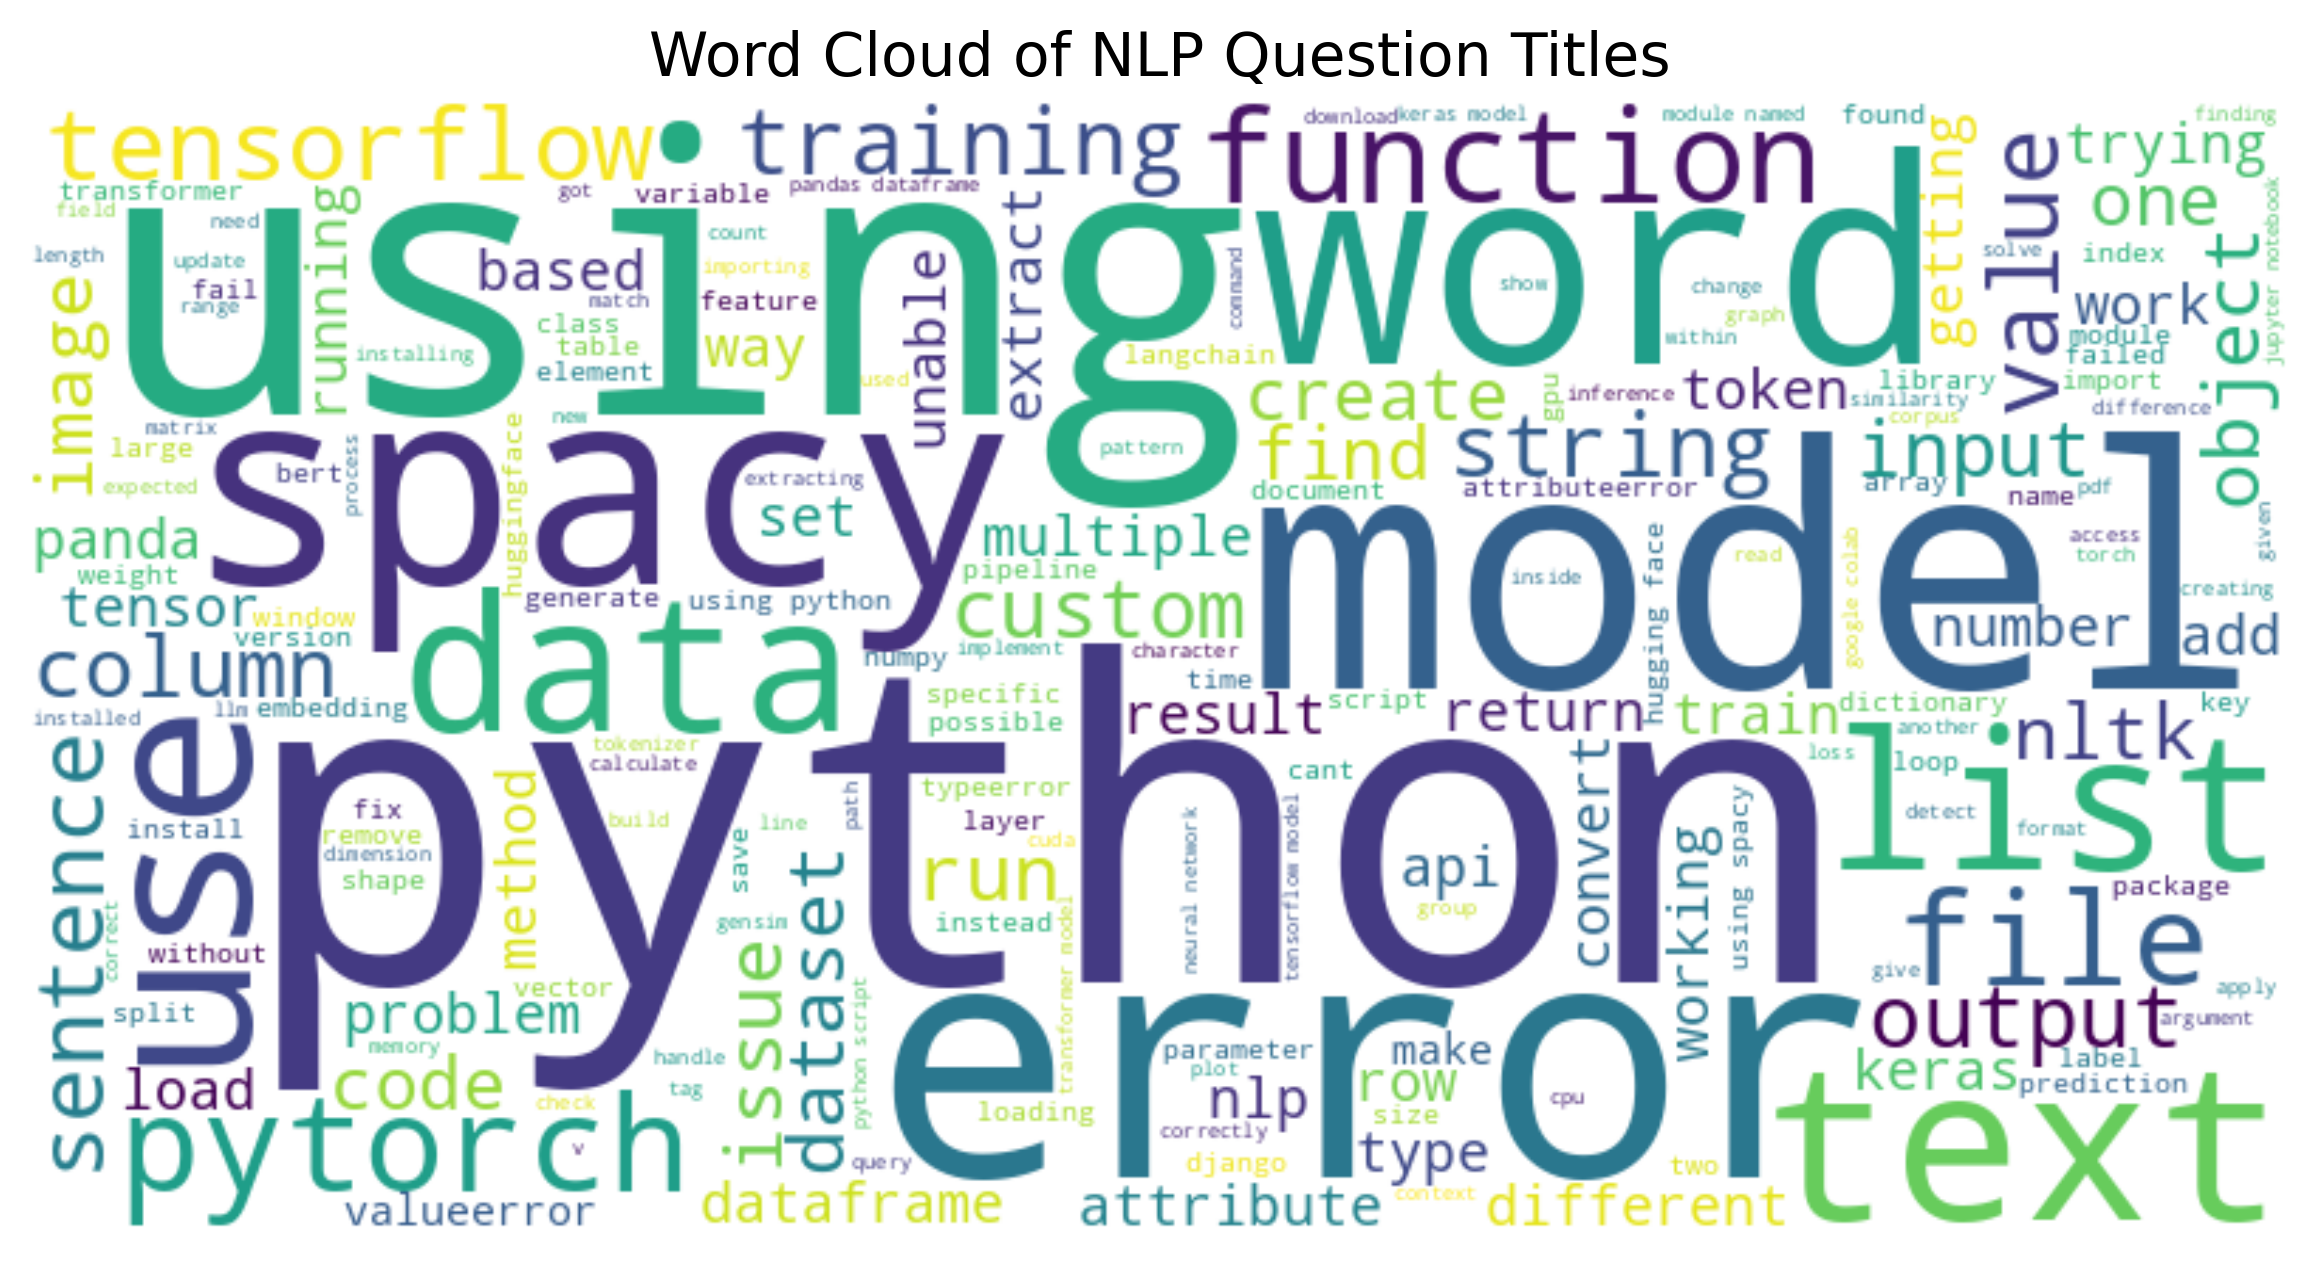 Word Cloud of NLP Question Titles
tensorflow
training
function
download
keras model
module named
found
finding
getting
value
trying
transformer
got
variable
pandas dataframe
one
field
need
running
using
word
count
extract
object
jupyter notebook
length
update
based
importing
unable
command
solve
index
fail
range
match
feature
show
change
graph
work
image
class
table
element
way
installing
used
langchain
within
module
failed
create
gpu
inference
token
library
similarity
import
difference
corpus
new
matrix
large
expected
bert
process
huggingface
spacy
extracting
set
pattern
find
string
input
document
attributeerror
array
name
pdf
panda
weight
multiple
pipeline
model
hugging face
inside
read
google colab
access
torch
given
creating
tensor
window
version
generate
using python
custom
number
add
column
data
numpy
implement
character
time
installed
llm
embedding
specific
possible
result
script
return
train
dictionary
key
another
nltk
sentence
use
python
tokenizer
calculate
cant
convert
loss
loop
list
typeerror
method
fix
remove
dimension
shape
install
build
line
path
save
layer
cuda
neural network
tensorflow model
api
group
working
using spacy
detect
format
run
dataset
package
file
correct
without
gensim
instead
issue
transformer model
give
apply
vector
split
problem
memory
python script
error
output
argument
handle
tag
parameter
plot
make
label
keras
prediction
load
code
check
loading
nlp
row
size
cpu
text
pytorch
v
query
correctly
django
type
two
valueerror
dataframe
attribute
context
different